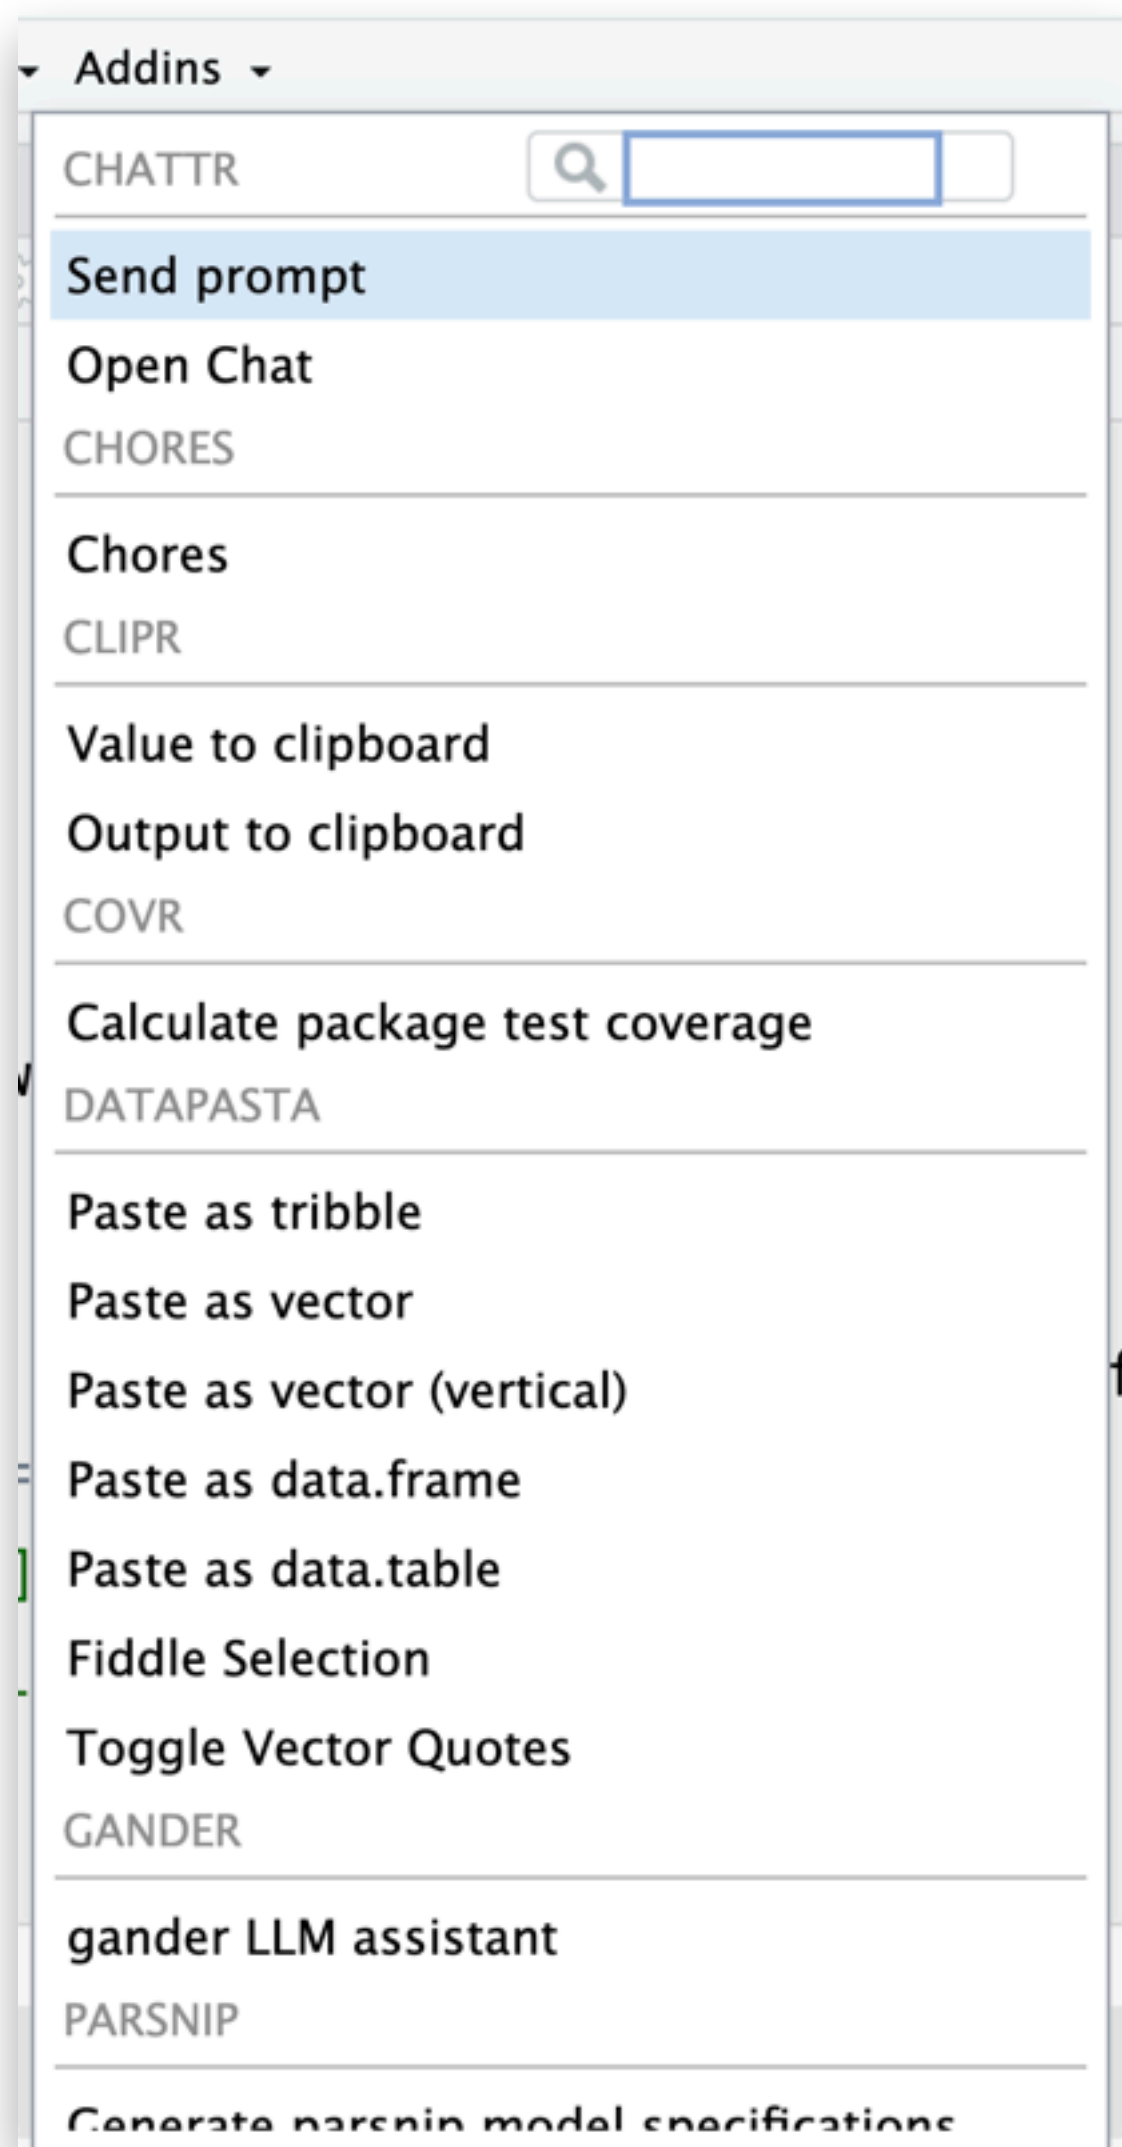 Addins
CHATTR
Send prompt
Open Chat
CHORES
Chores
CLIPR
Value to clipboard
Output to clipboard
COVR
Calculate package test coverage
DATAPASTA
Paste as tribble
Paste as vector
Paste as vector (vertical)
Paste as data.frame
Paste as data.table
Fiddle Selection
Toggle Vector Quotes
GANDER
gander LLM assistant
PARSNIP
Generate parsnip model specifications